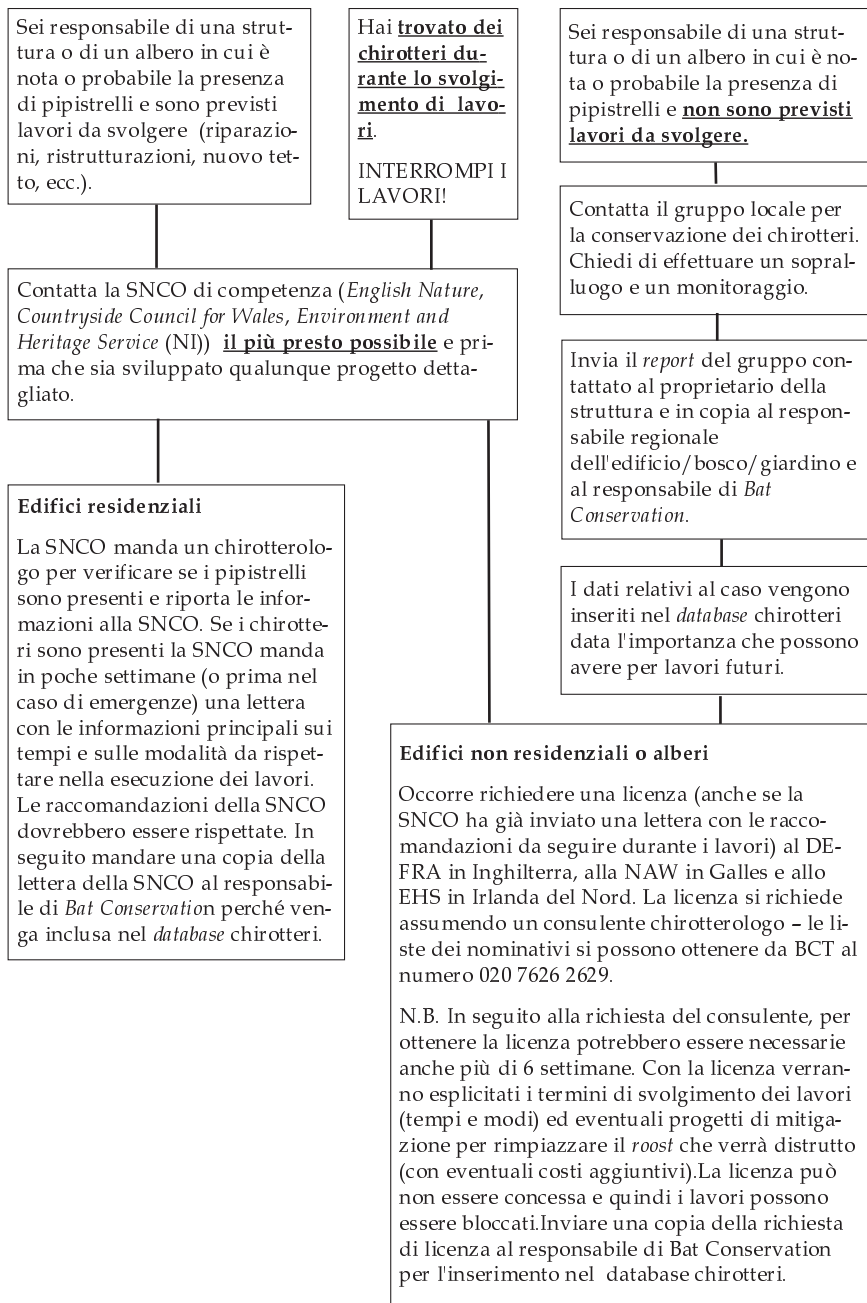 Sei responsabile di una strut-
tura o di un albero in cui è
nota o probabile la presenza
di pipistrelli e sono previsti
lavori da svolgere (riparazio-
ni, ristrutturazioni, nuovo tet-
to, ecc.).
Hai trovato dei
chirotteri du-
rante lo svolgi-
mento di lavo-
ri.
INTERROMPI I
LAVORI!
Sei responsabile di una strut-
tura o di un albero in cui è no-
ta o probabile la presenza di
pipistrelli e non sono previsti
lavori da svolgere.
Contatta il gruppo locale per
la conservazione dei chirotteri.
Chiedi di effettuare un sopral-
luogo e un monitoraggio.
Contatta la SNCO di competenza (English Nature,
Countryside Council for Wales, Environment and
Heritage Service (NI)) il più presto possibile e pri-
ma che sia sviluppato qualunque progetto detta-
gliato.
Invia il report del gruppo con-
tattato al proprietario della
struttura e in copia al respon-
sabile regionale
dell'edificio/bosco/giardino e
al responsabile di Bat
Conservation.
Edifici residenziali
La SNCO manda un chirotterolo-
go per verificare se i pipistrelli
sono presenti e riporta le infor-
mazioni alla SNCO. Se i chirotte-
ri sono presenti la SNCO manda
in poche settimane (o prima nel
caso di emergenze) una lettera
con le informazioni principali sui
tempi e sulle modalità da rispet-
tare nella esecuzione dei lavori.
Le raccomandazioni della SNCO
dovrebbero essere rispettate. In
seguito mandare una copia della
lettera della SNCO al responsabi-
le di Bat Conservation perché ven-
ga inclusa nel database chirotteri.
I dati relativi al caso vengono
inseriti nel database chirotteri
data l'importanza che possono
avere per lavori futuri.
Edifici non residenziali o alberi
Occorre richiedere una licenza (anche se la
SNCO ha già inviato una lettera con le racco-
mandazioni da seguire durante i lavori) al DE-
FRA in Inghilterra, alla NAW in Galles e allo
EHS in Irlanda del Nord. La licenza si richiede
assumendo un consulente chirotterologo – le li-
ste dei nominativi si possono ottenere da BCT al
numero 020 7626 2629.
N.B. In seguito alla richiesta del consulente, per
ottenere la licenza potrebbero essere necessarie
anche più di 6 settimane. Con la licenza verran-
no esplicitati i termini di svolgimento dei lavori
(tempi e modi) ed eventuali progetti di mitiga-
zione per rimpiazzare il roost che verrà distrutto
(con eventuali costi aggiuntivi).La licenza può
non essere concessa e quindi i lavori possono
essere bloccati.Inviare una copia della richiesta
di licenza al responsabile di Bat Conservation
per l'inserimento nel database chirotteri.